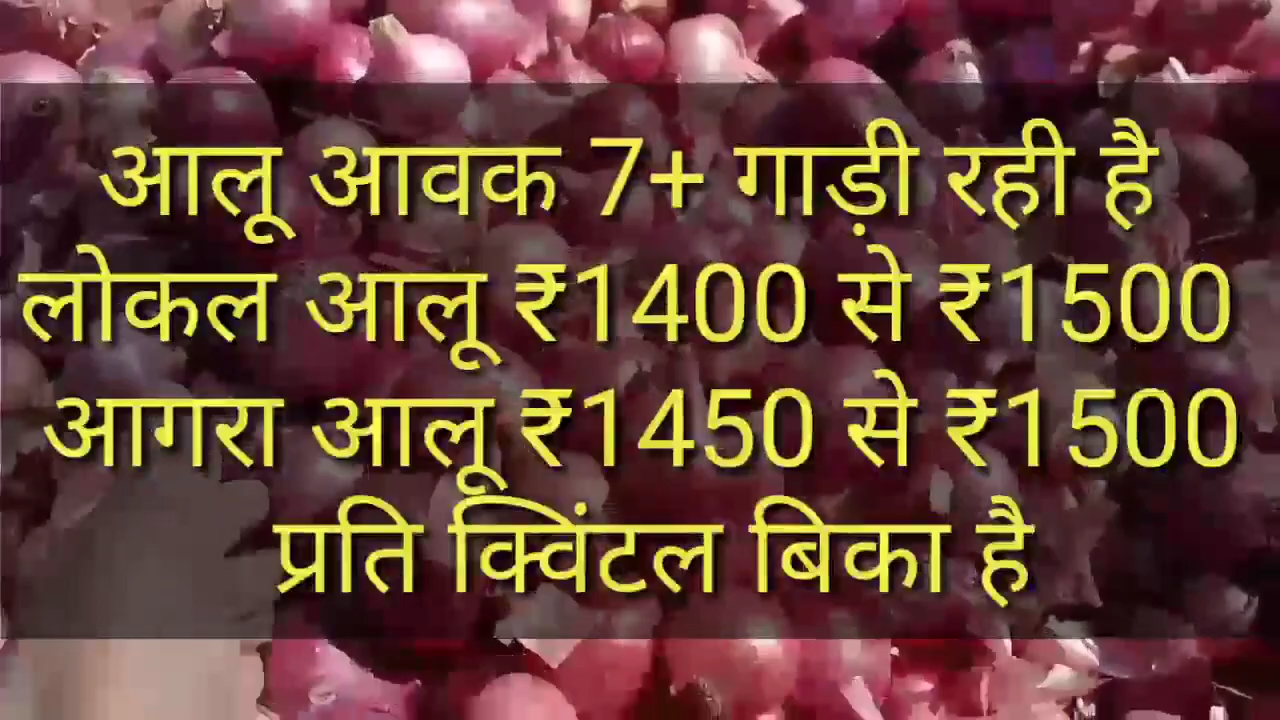 आलू आवक 7+ गाड़ी रही है
लोकल आलू ₹1400 से ₹1500
आगरा आलू ₹1450 से ₹1500
प्रति क्विंटल बिका है